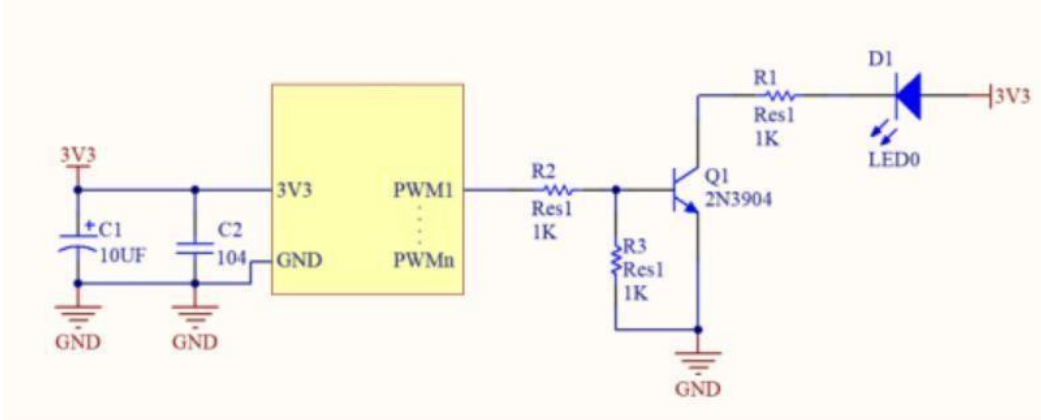 D1
R1
3V3
Res1
1K
LED0
3V3
R2
Q1
3V3
PWM1
2N3904
Res1
1K
C1
C2
10UF
104
GND
PWMn
R3
Res1
1K
GND
GND
GND